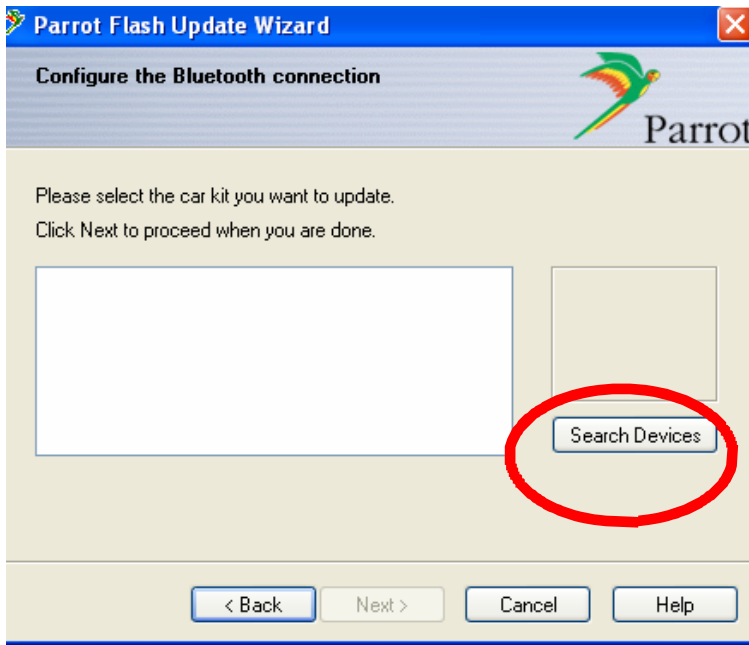 Parrot Flash Update Wizard
Configure the Bluetooth connection
Parrot
Please select the car kit you want to update.
Click Next to proceed when you are done.
Search Devices
< Back
Next >
Cancel
Help